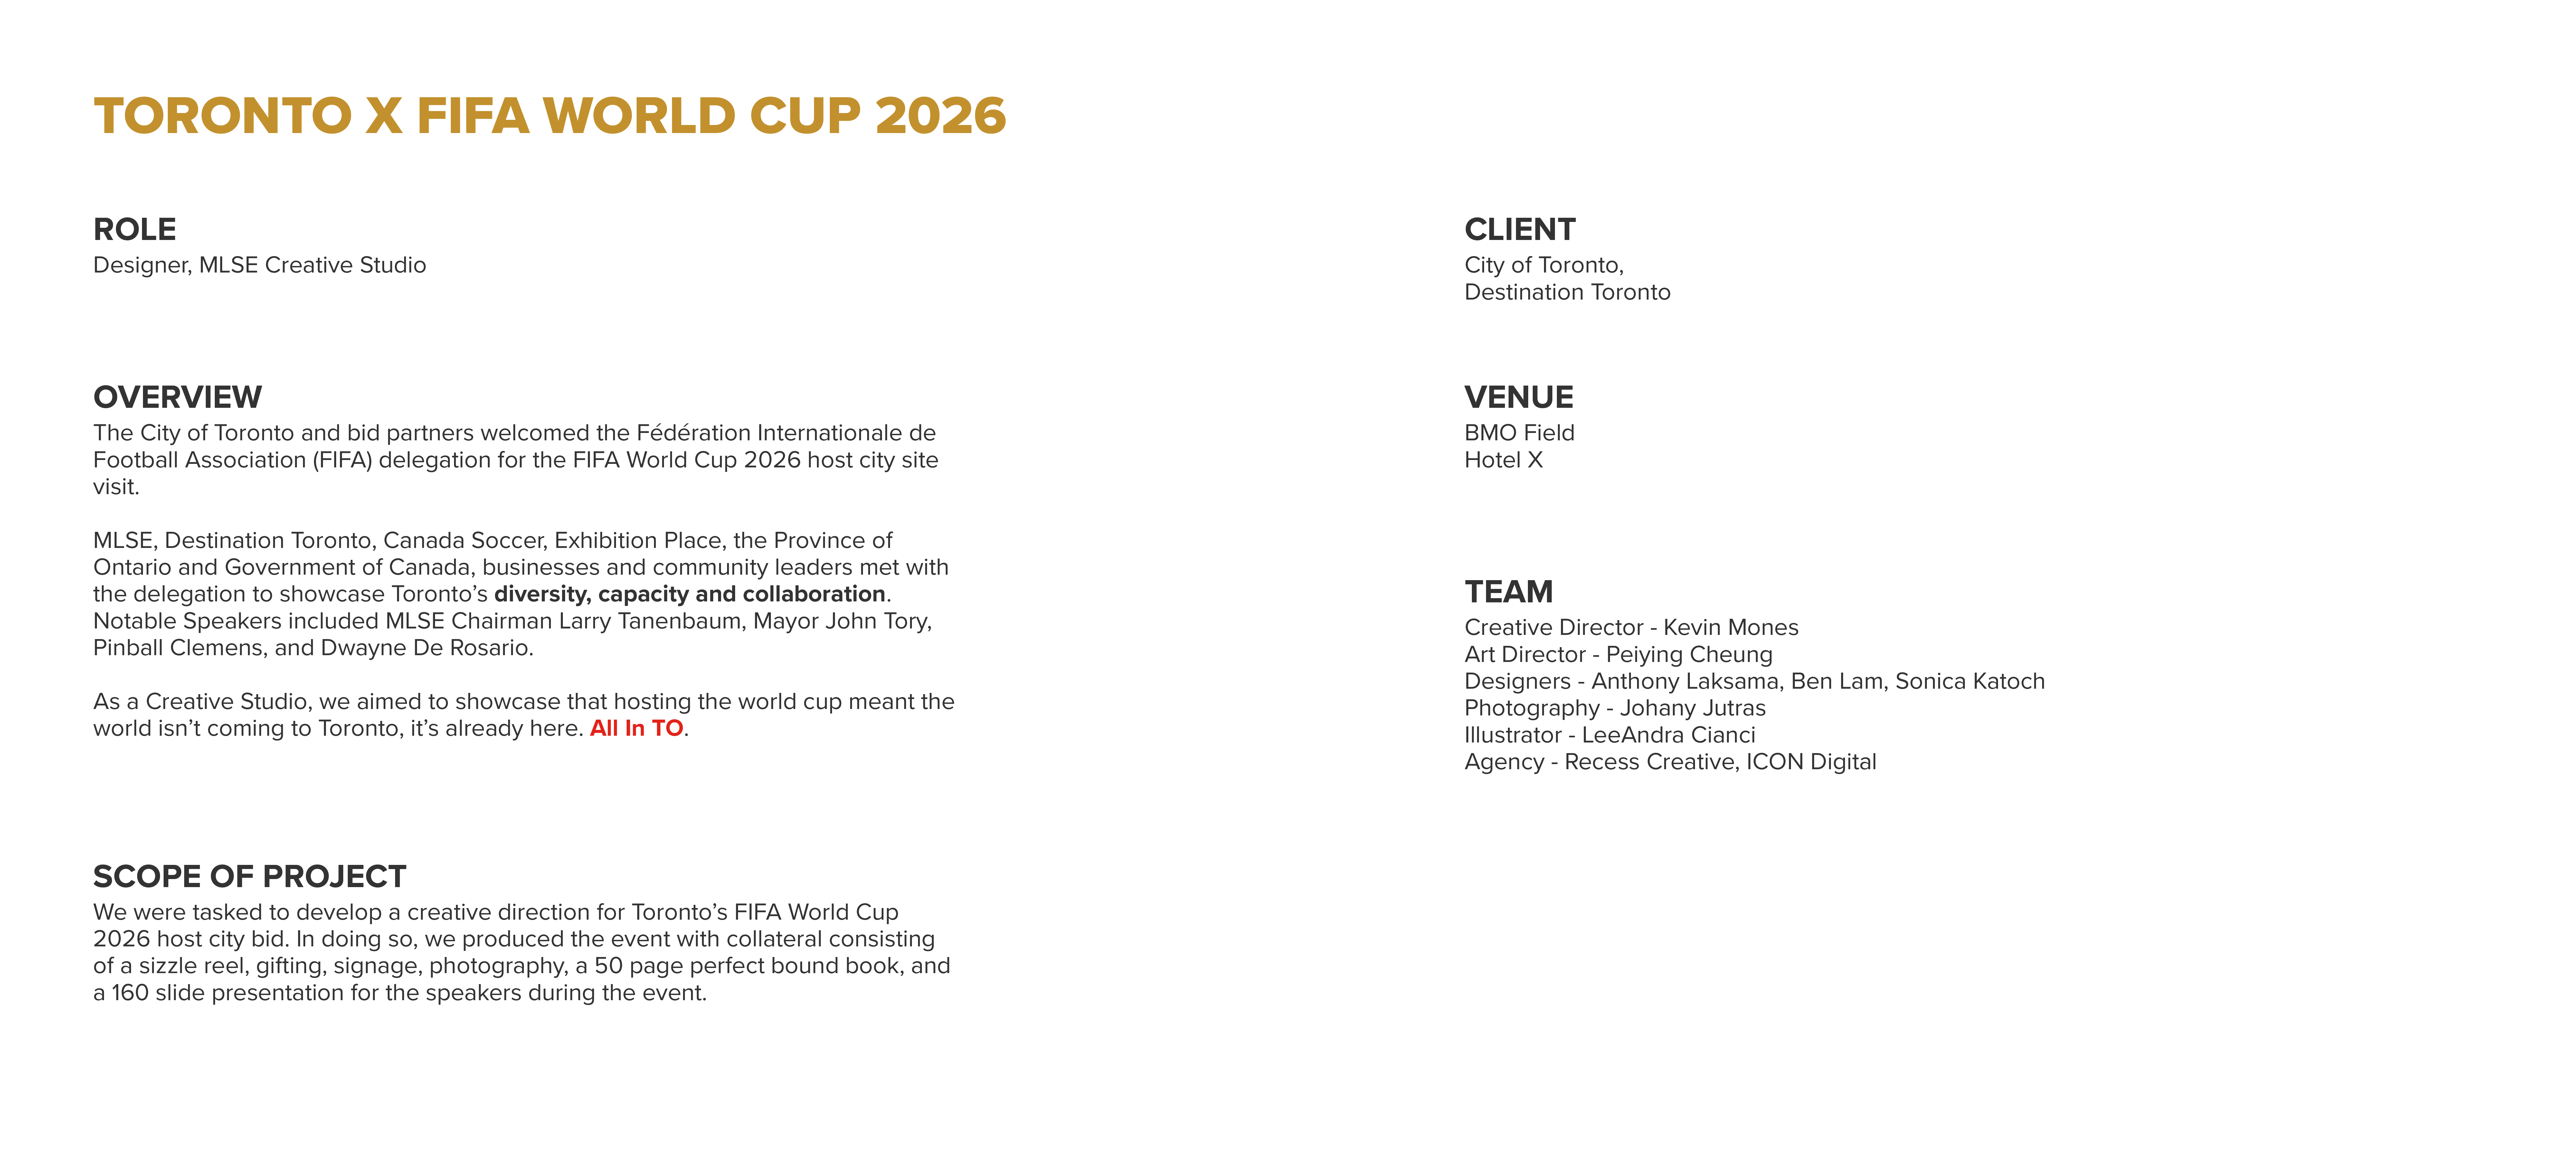 TORONTO X FIFA WORLD CUP 2026
ROLE
Designer, MLSE Creative Studio
OVERVIEW
The City of Toronto and bid partners welcomed the Fédération Internationale de
Football Association (FIFA) delegation for the FIFA World Cup 2026 host city site
visit.
MLSE, Destination Toronto, Canada Soccer, Exhibition Place, the Province of
Ontario and Government of Canada, businesses and community leaders met with
the delegation to showcase Toronto’s diversity, capacity and collaboration.
Notable Speakers included MLSE Chairman Larry Tanenbaum, Mayor John Tory,
Pinball Clemens, and Dwayne De Rosario.
As a Creative Studio, we aimed to showcase that hosting the world cup meant the
world isn’t coming to Toronto, it’s already here. All In TO.
SCOPE OF PROJECT
We were tasked to develop a creative direction for Toronto’s FIFA World Cup
2026 host city bid. In doing so, we produced the event with collateral consisting
of a sizzle reel, gifting, signage, photography, a 50 page perfect bound book, and
a 160 slide presentation for the speakers during the event.
CLIENT
City of Toronto,
Destination Toronto
VENUE
BMO Field
Hotel X
TEAM
Creative Director - Kevin Mones
Art Director - Peiying Cheung
Designers - Anthony Laksama, Ben Lam, Sonica Katoch
Photography - Johany Jutras
Illustrator - LeeAndra Cianci
Agency - Recess Creative, ICON Digital